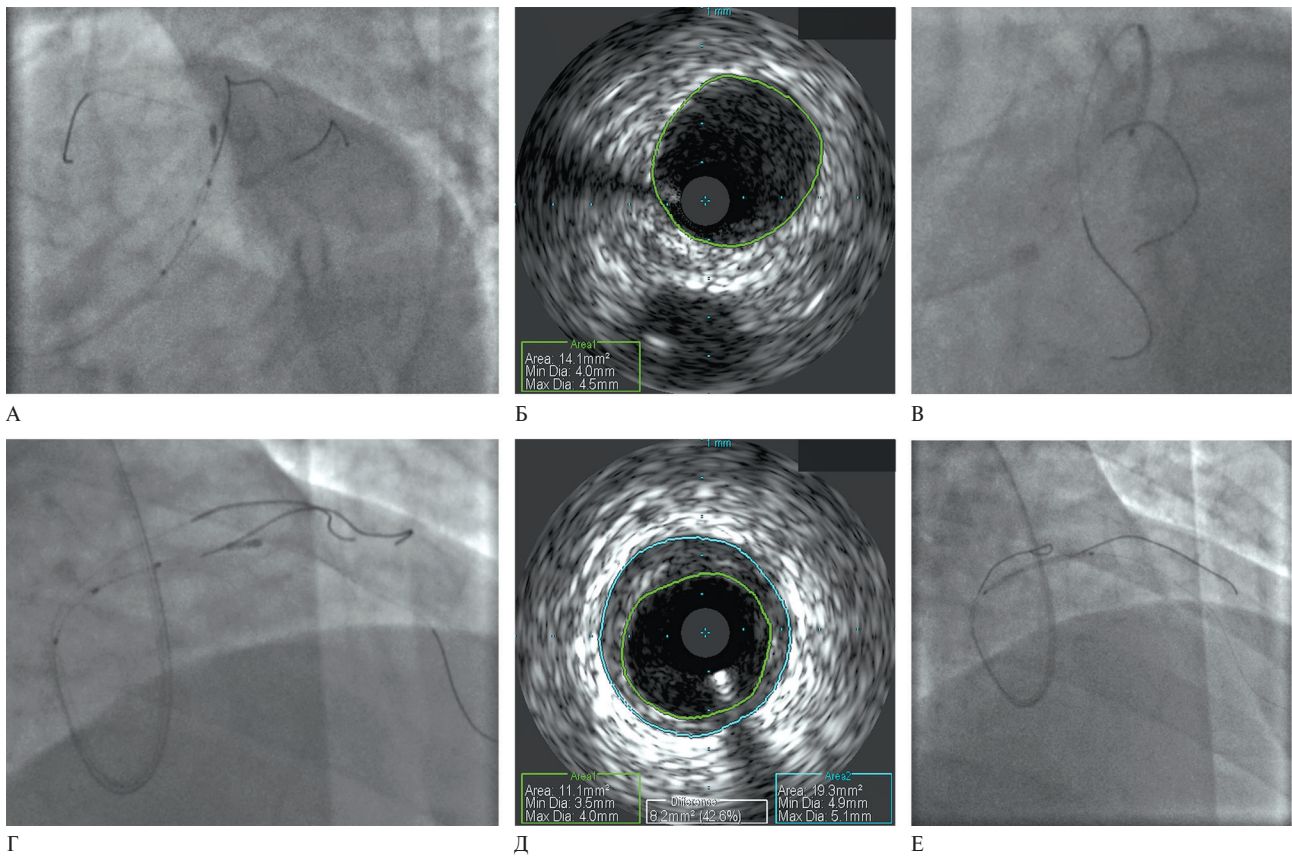 1 mm
Area1
Area: 14.1mm²
Min Dia: 4.0mm
Max Dia: 4.5mm
А
Б
В
1 mm
Area1
Area: 11.1mm²
Min Dia: 3.5mm
Max Dia: 4.0mm
Difference
8.2mm² (42.6%)
Area2
Area: 19.3mm²
Min Dia: 4.9mm
Max Dia: 5.1mm
Г
Д
Е